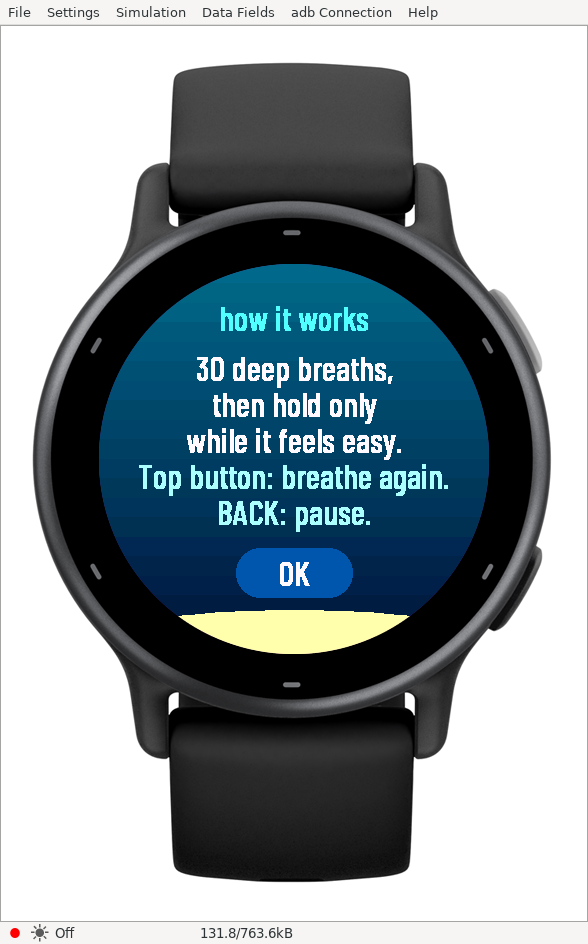 File Settings Simulation Data Fields adb Connection Help
how it works
30 deep breaths,
then hold only
while it feels easy.
Top button: breathe again.
BACK: pause.
OK
Off 131.8/763.6kB